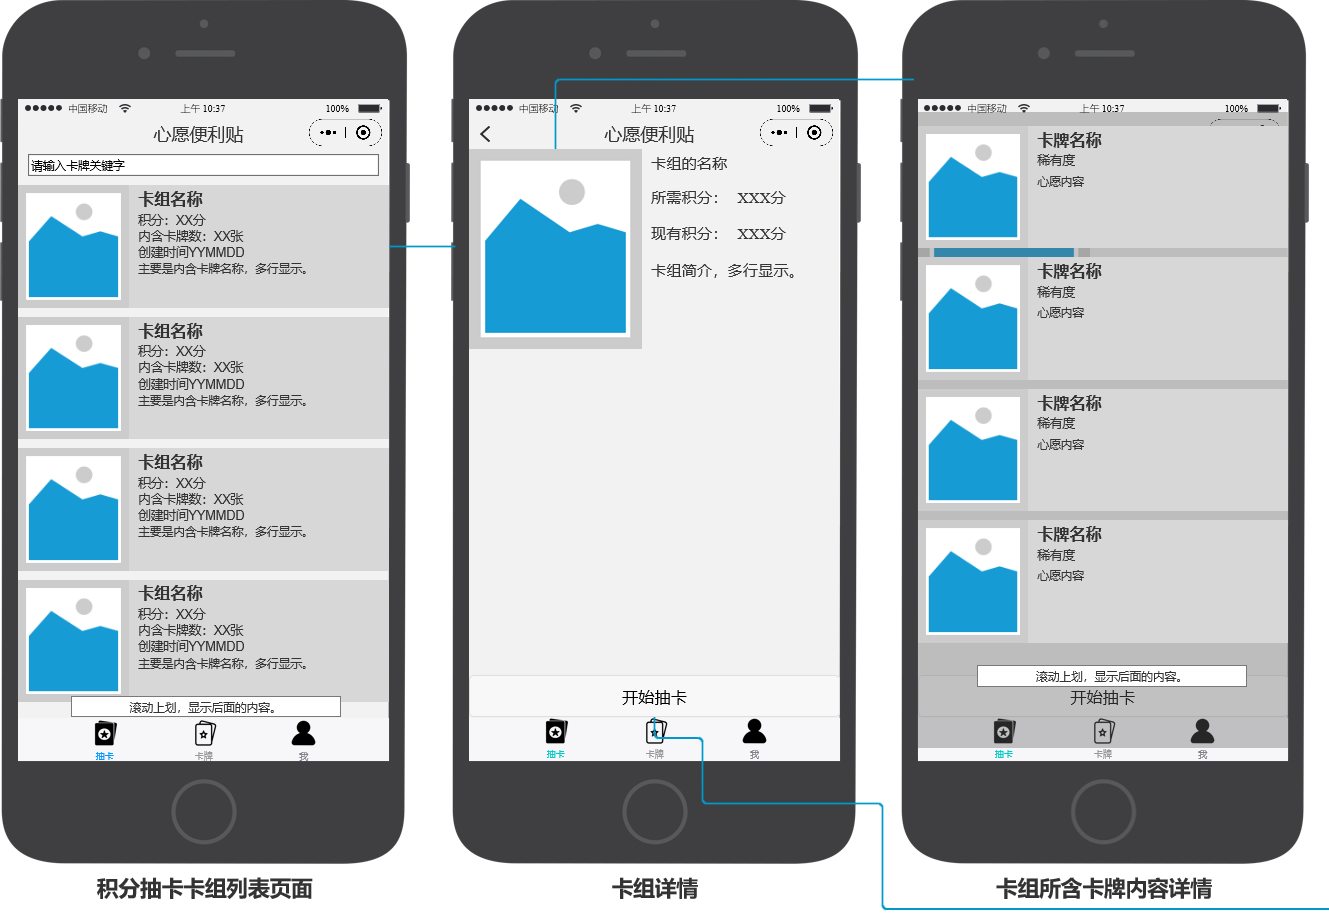 中国移动
上午 10:37
100%
心愿便利贴
请输入卡牌关键字
卡组名称
积分：XX分
内含卡牌数：XX张
创建时间YYMMDD
主要是内含卡牌名称，多行显示。
卡组名称
积分：XX分
内含卡牌数：XX张
创建时间YYMMDD
主要是内含卡牌名称，多行显示。
卡组名称
积分：XX分
内含卡牌数：XX张
创建时间YYMMDD
主要是内含卡牌名称，多行显示。
卡组名称
积分：XX分
内含卡牌数：XX张
创建时间YYMMDD
主要是内含卡牌名称，多行显示。
滚动上划，显示后面的内容。
抽卡
卡牌
我
积分抽卡卡组列表页面
中国移动
上午 10:37
100%
心愿便利贴
卡组的名称
所需积分： XXX分
现有积分： XXX分
卡组简介，多行显示。
开始抽卡
抽卡
卡牌
我
卡组详情
中国移动
上午 10:37
100%
卡牌名称
稀有度
心愿内容
卡牌名称
稀有度
心愿内容
卡牌名称
稀有度
心愿内容
卡牌名称
稀有度
心愿内容
滚动上划，显示后面的内容。
开始抽卡
抽卡
卡牌
我
卡组所含卡牌内容详情